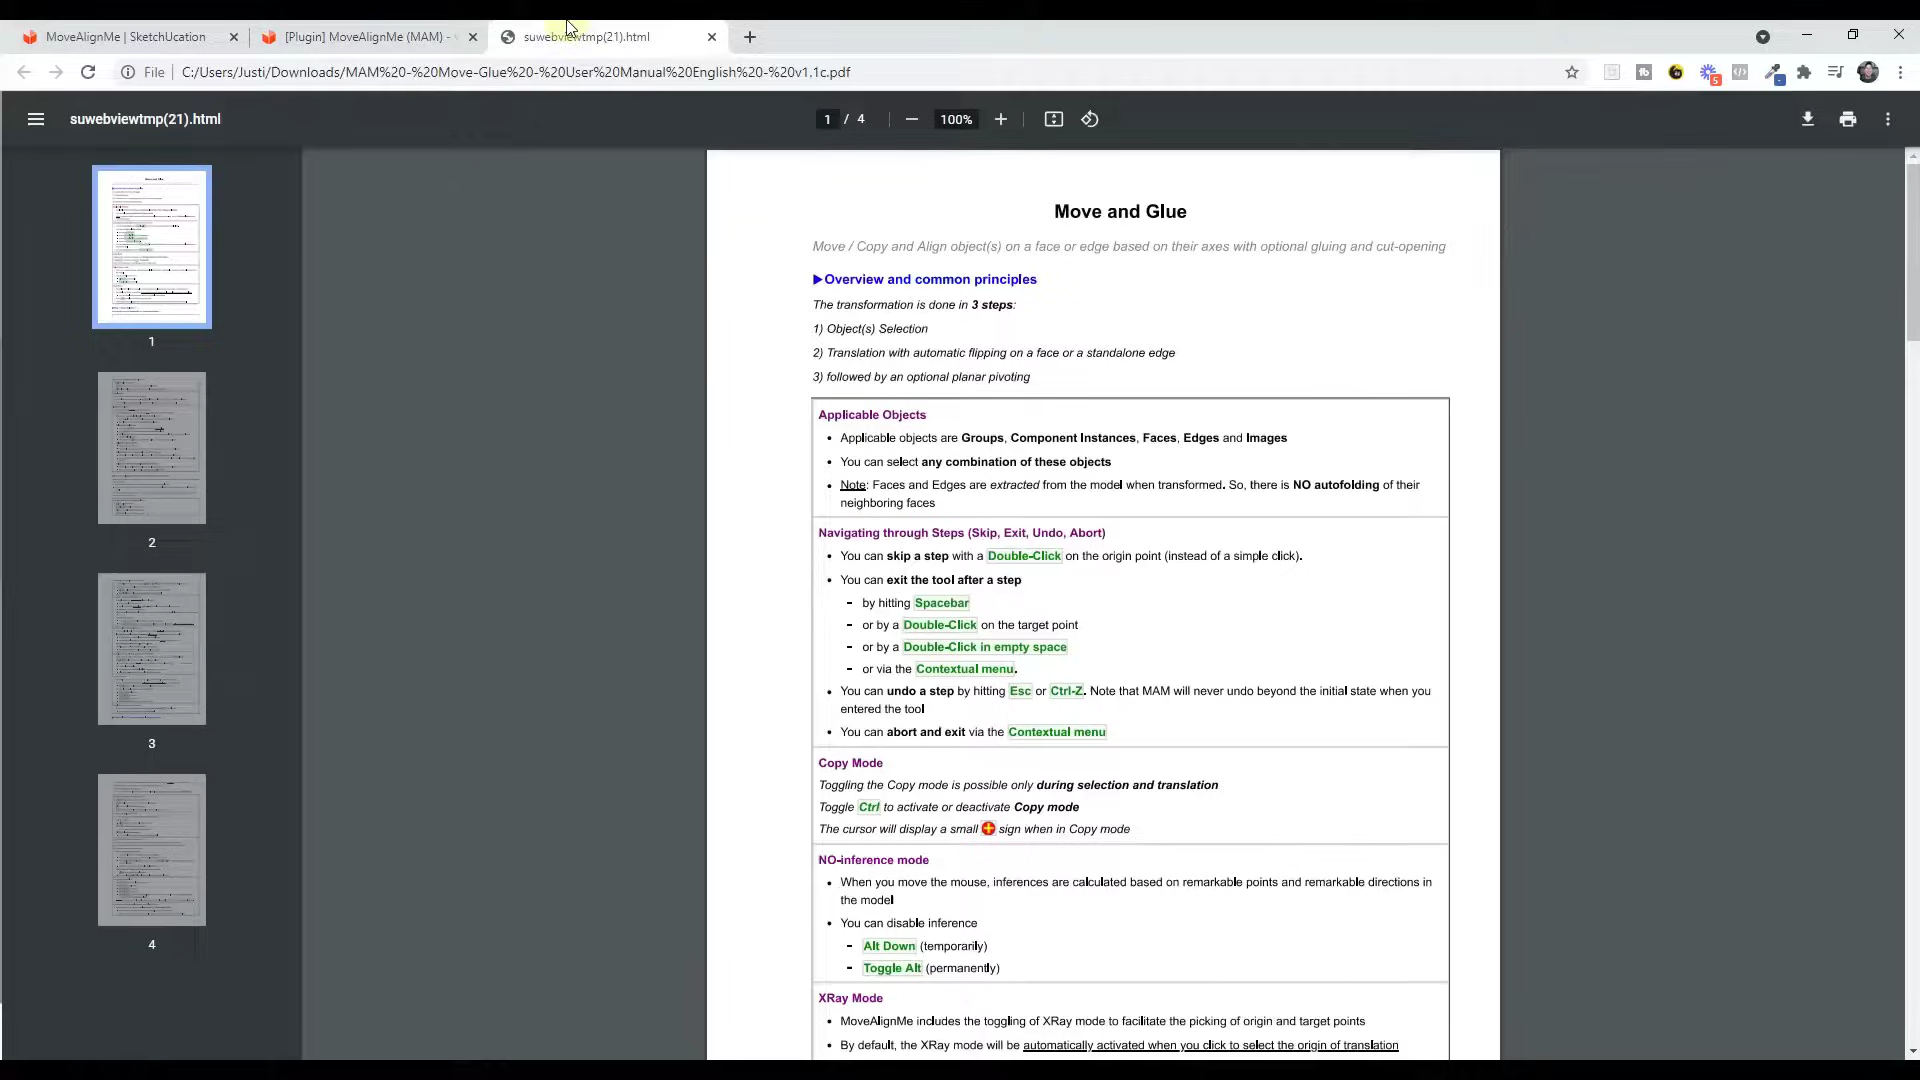 MoveAlignMe | SketchUcation
[Plugin] MoveAlignMe (MAM) -
suwebviewtmp(21).html
File
C:/Users/Justi/Downloads/MAM%20-%20Move-Glue%20-%20User%20Manual%20English%20-%20v1.1c.pdf
suwebviewtmp(21).html
1 / 4
100%
Move and Glue
Move / Copy and Align object(s) on a face or edge based on their axes with optional gluing and cut-opening
▶Overview and common principles
The transformation is done in 3 steps:
1) Object(s) Selection
2) Translation with automatic flipping on a face or a standalone edge
3) followed by an optional planar pivoting
Applicable Objects
• Applicable objects are Groups, Component Instances, Faces, Edges and Images
• You can select any combination of these objects
• Note: Faces and Edges are extracted from the model when transformed. So, there is NO autofolding of their
neighboring faces
Navigating through Steps (Skip, Exit, Undo, Abort)
• You can skip a step with a Double-Click on the origin point (instead of a simple click).
• You can exit the tool after a step
- by hitting Spacebar
- or by a Double-Click on the target point
- or by a Double-Click in empty space
- or via the Contextual menu.
• You can undo a step by hitting Esc or Ctrl-Z. Note that MAM will never undo beyond the initial state when you
entered the tool
• You can abort and exit via the Contextual menu
Copy Mode
Toggling the Copy mode is possible only during selection and translation
Toggle Ctrl to activate or deactivate Copy mode
The cursor will display a small sign when in Copy mode
NO-inference mode
• When you move the mouse, inferences are calculated based on remarkable points and remarkable directions in
the model
• You can disable inference
- Alt Down (temporarily)
- Toggle Alt (permanently)
XRay Mode
• MoveAlignMe includes the toggling of XRay mode to facilitate the picking of origin and target points
• By default, the XRay mode will be automatically activated when you click to select the origin of translation
1
2
3
4